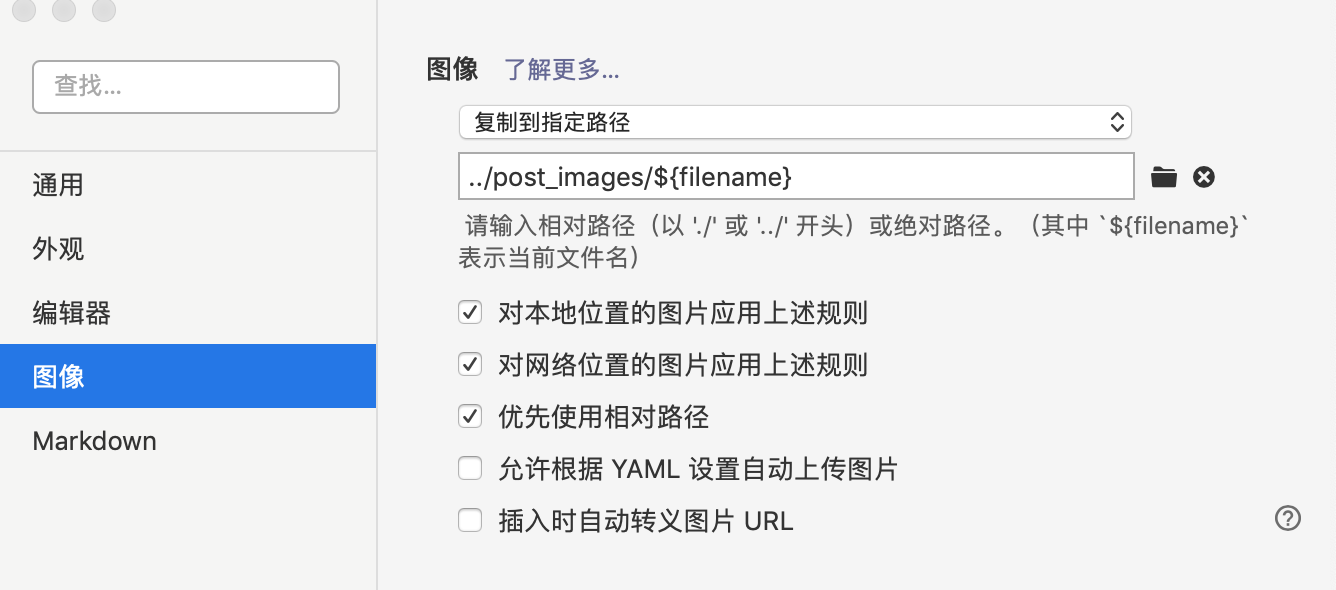 查找...
通用
外观
编辑器
图像
Markdown
图像 了解更多...
复制到指定路径
../post_images/${filename}
请输入相对路径（以 './' 或 '../' 开头）或绝对路径。（其中 `${filename}`
表示当前文件名）
对本地位置的图片应用上述规则
对网络位置的图片应用上述规则
优先使用相对路径
允许根据 YAML 设置自动上传图片
插入时自动转义图片 URL